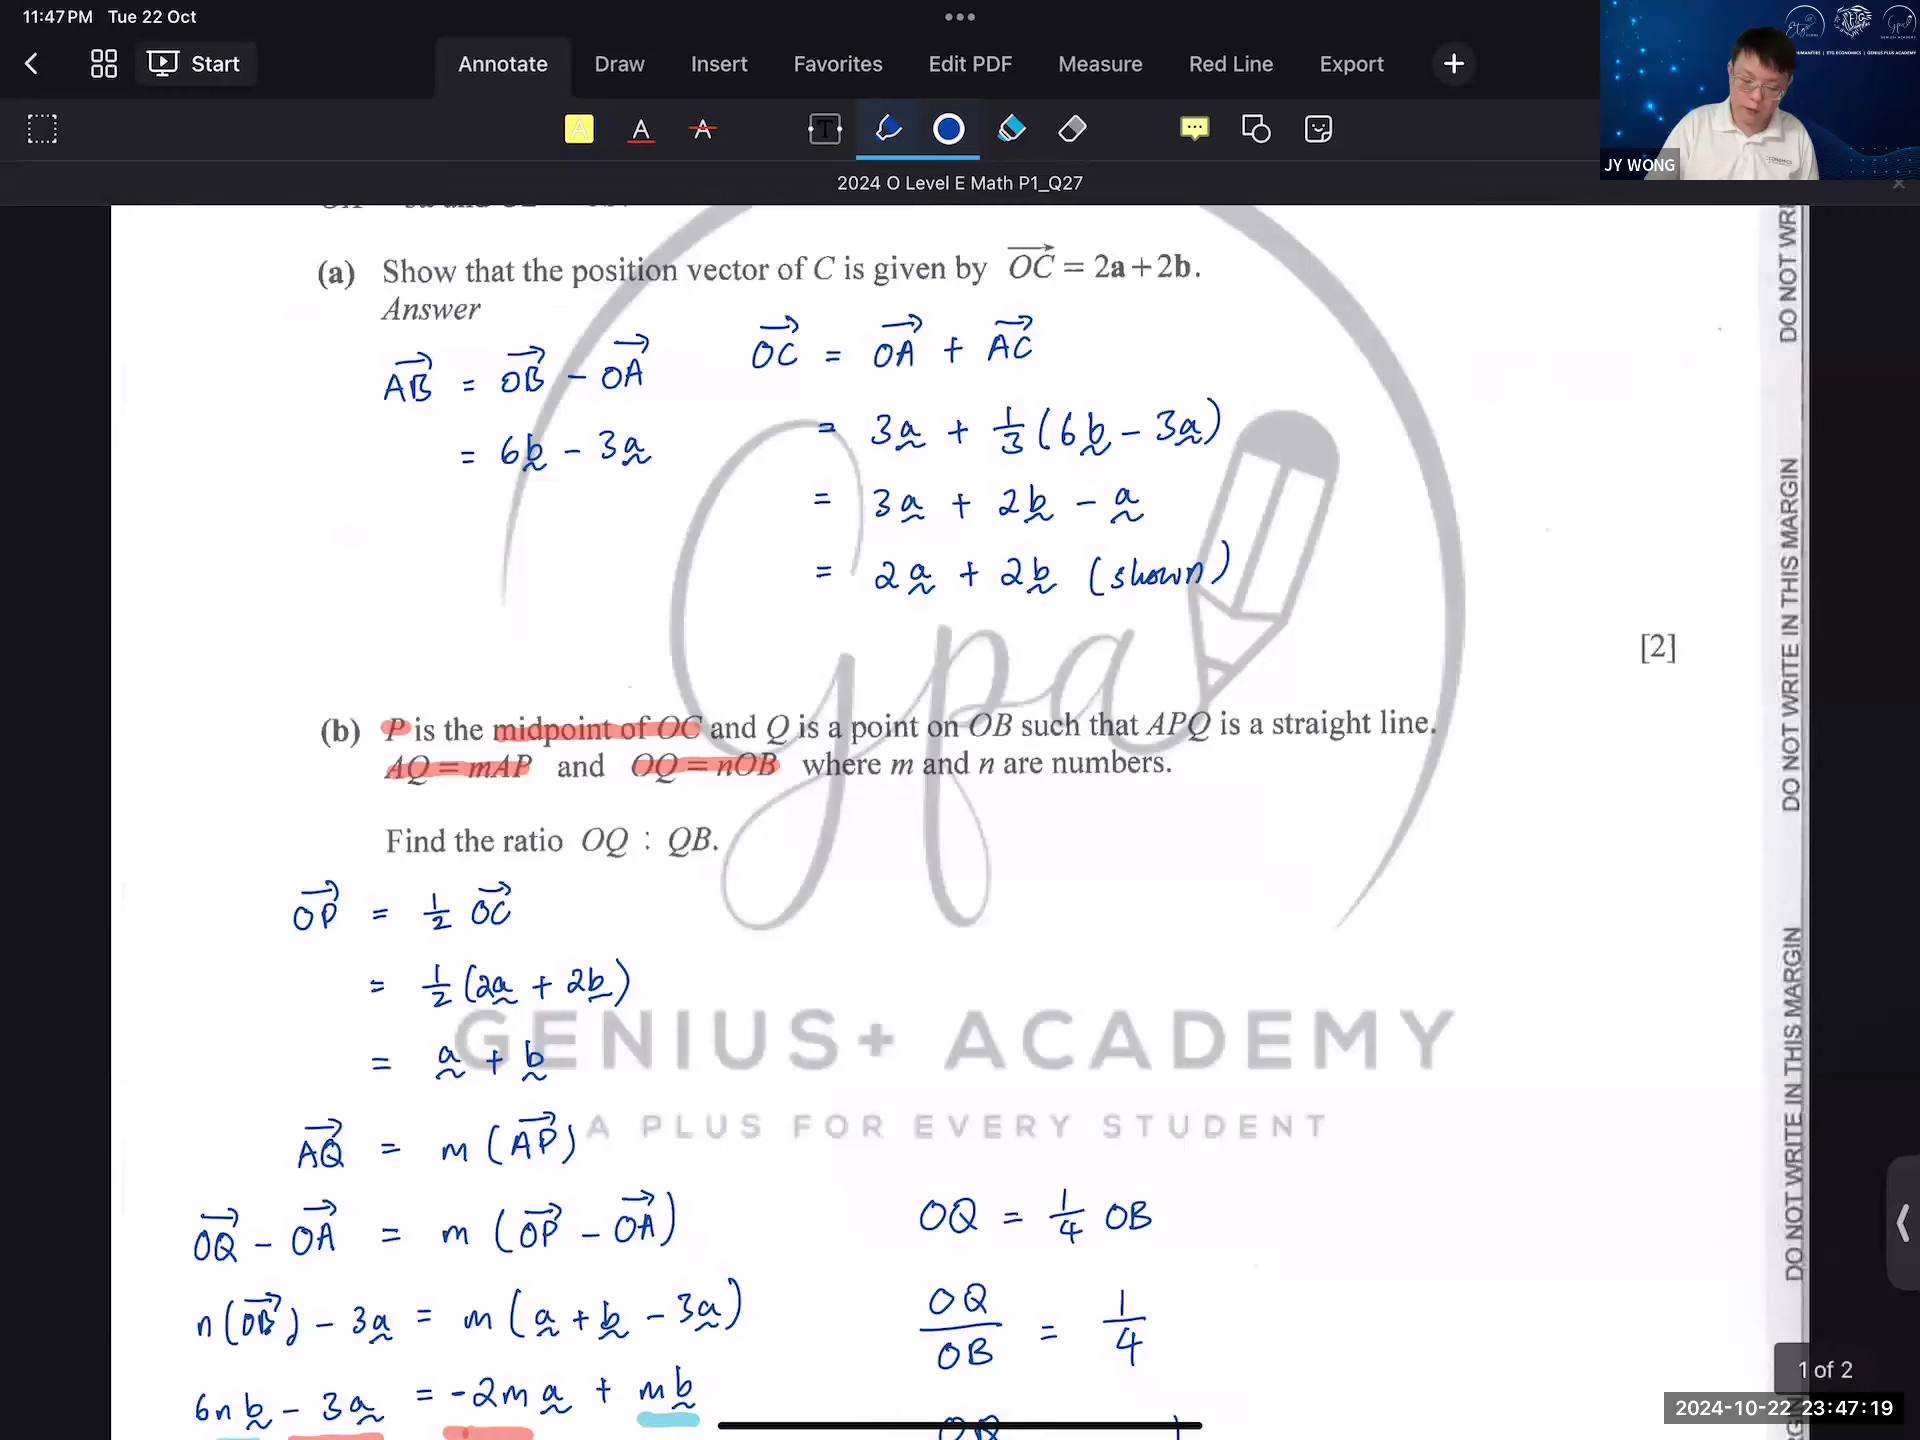 11:47 PM Tue 22 Oct
Start
Annotate Draw Insert Favorites Edit PDF Measure Red Line Export
JY WONG
2024 O Level E Math P1_Q27
(a) Show that the position vector of C is given by →OC = 2a + 2b.
Answer
→AB = →OB − →OA
= 6b − 3a
→OC = →OA + →AC
= 3a + 1/3 (6b − 3a)
= 3a + 2b − a
= 2a + 2b (shown)
[2]
(b) P is the midpoint of OC and Q is a point on OB such that APQ is a straight line.
AQ = mAP and OQ = nOB where m and n are numbers.
Find the ratio OQ : QB.
→OP = 1/2 →OC
= 1/2 (2a + 2b)
= a + b
→AQ = m (→AP)
→OQ − →OA = m (→OP − →OA)
n(→OB) − 3a = m (a + b − 3a)
6nb − 3a = −2ma + mb
OQ = 1/4 OB
OQ/OB = 1/4
gpa
GENIUS+ ACADEMY
A PLUS FOR EVERY STUDENT
DO NOT WRI
DO NOT WRITE IN THIS MARGIN
DO NOT WRITE IN THIS MARGIN
1 of 2
2024-10-22 23:47:19